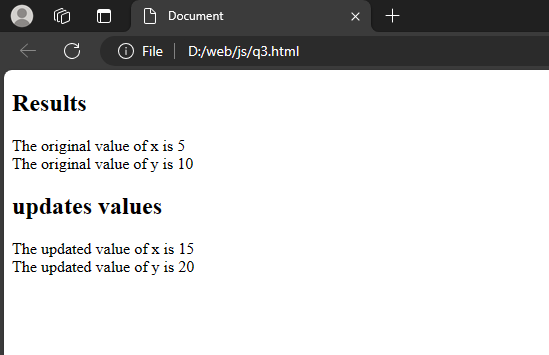 Document
File D:/web/js/q3.html
Results
The original value of x is 5
The original value of y is 10
updates values
The updated value of x is 15
The updated value of y is 20